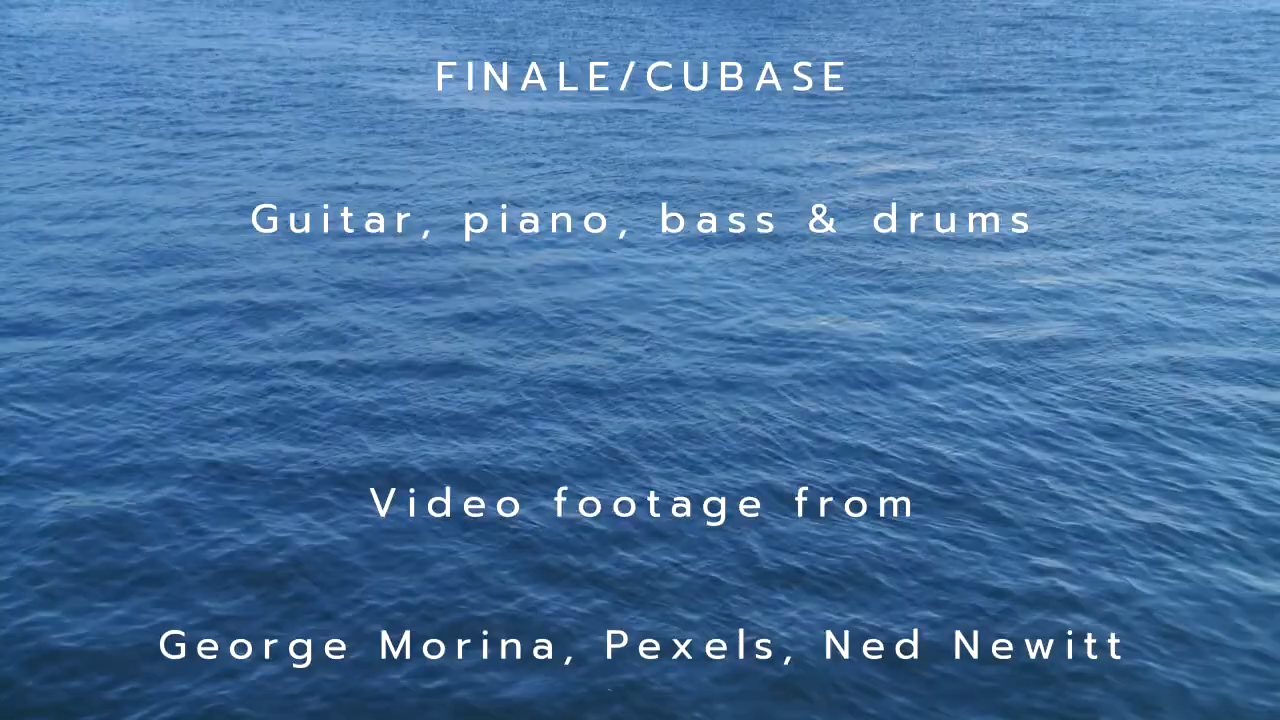 FINALE/CUBASE
Guitar, piano, bass & drums
Video footage from
George Morina, Pexels, Ned Newitt